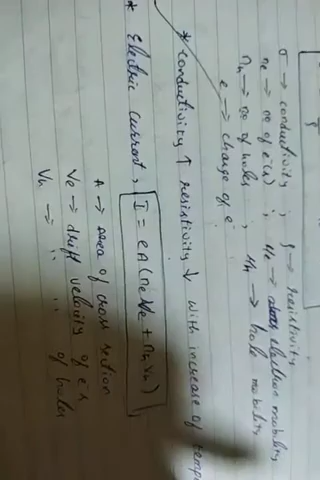 σ → conductivity ; ρ → resistivity
ne → no of e⁻(s) ; μe → electron mobility
nh → no of holes ; μh → hole mobility
e → charge of e⁻
* Conductivity ↑ resistivity ↓ with increase of temp
* Electric current, I = eA(neVe + nhVh)
A → area of cross section
Ve → drift velocity of e s
Vh → " " of holes